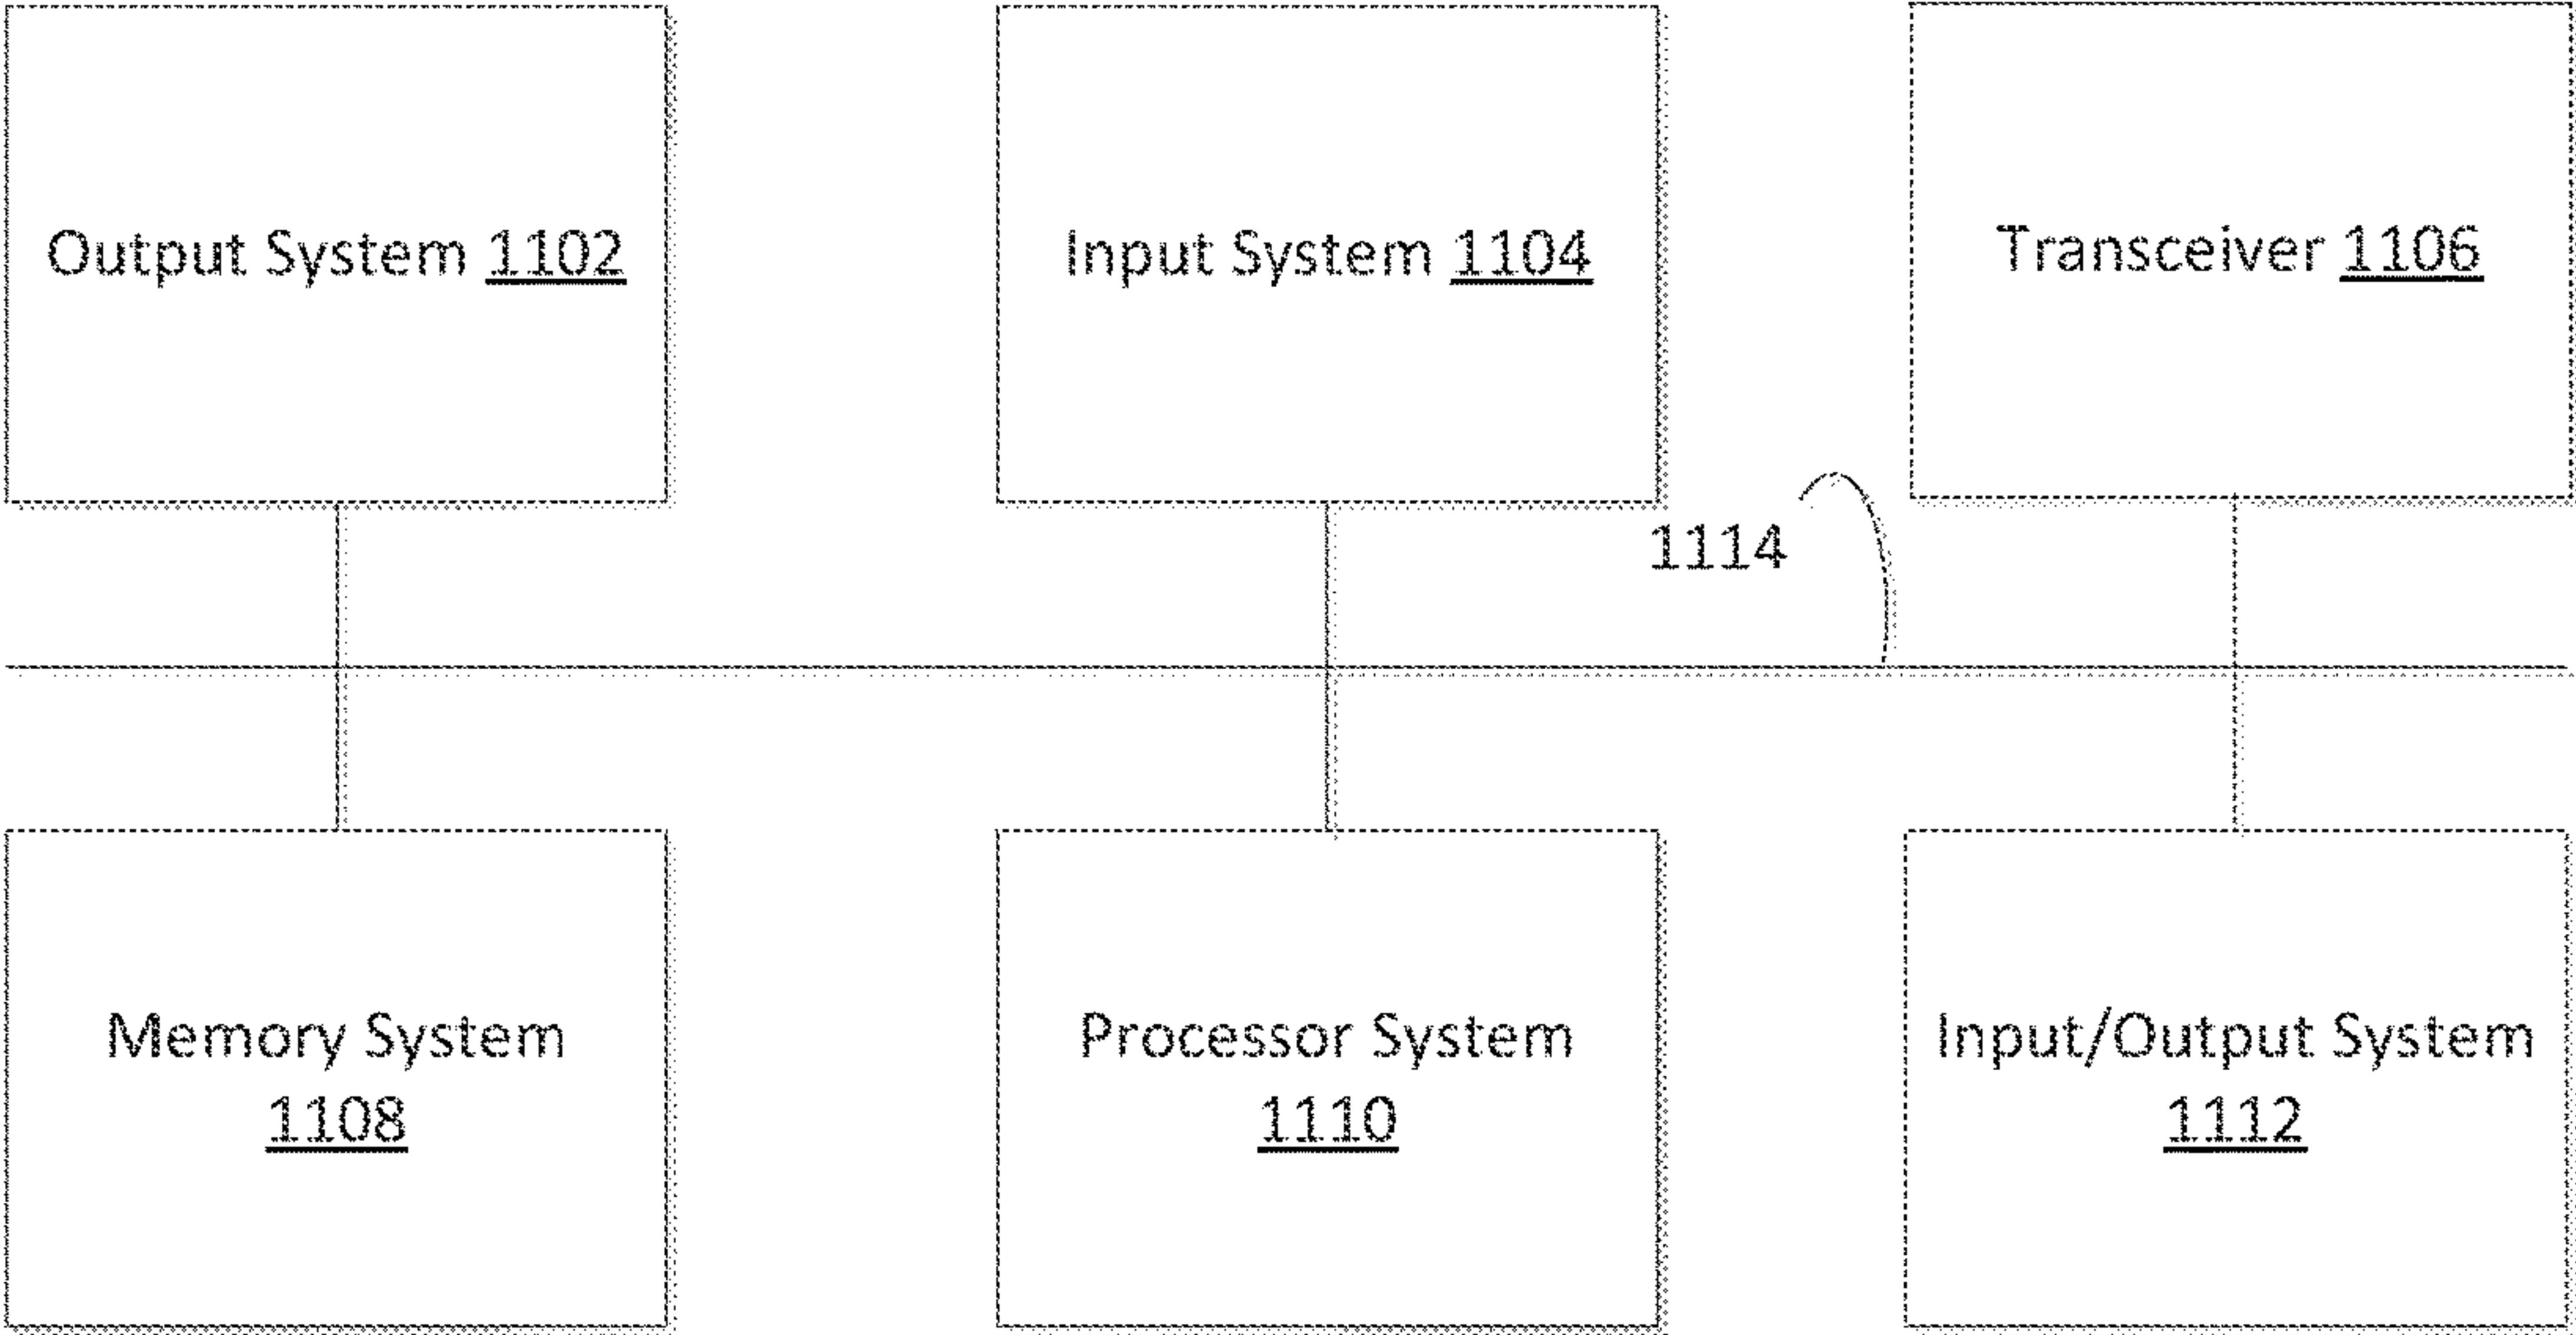 Output System 1102
Input System 1104
Transceiver 1106
1114
Memory System
1108
Processor System
1110
Input/Output System
1112